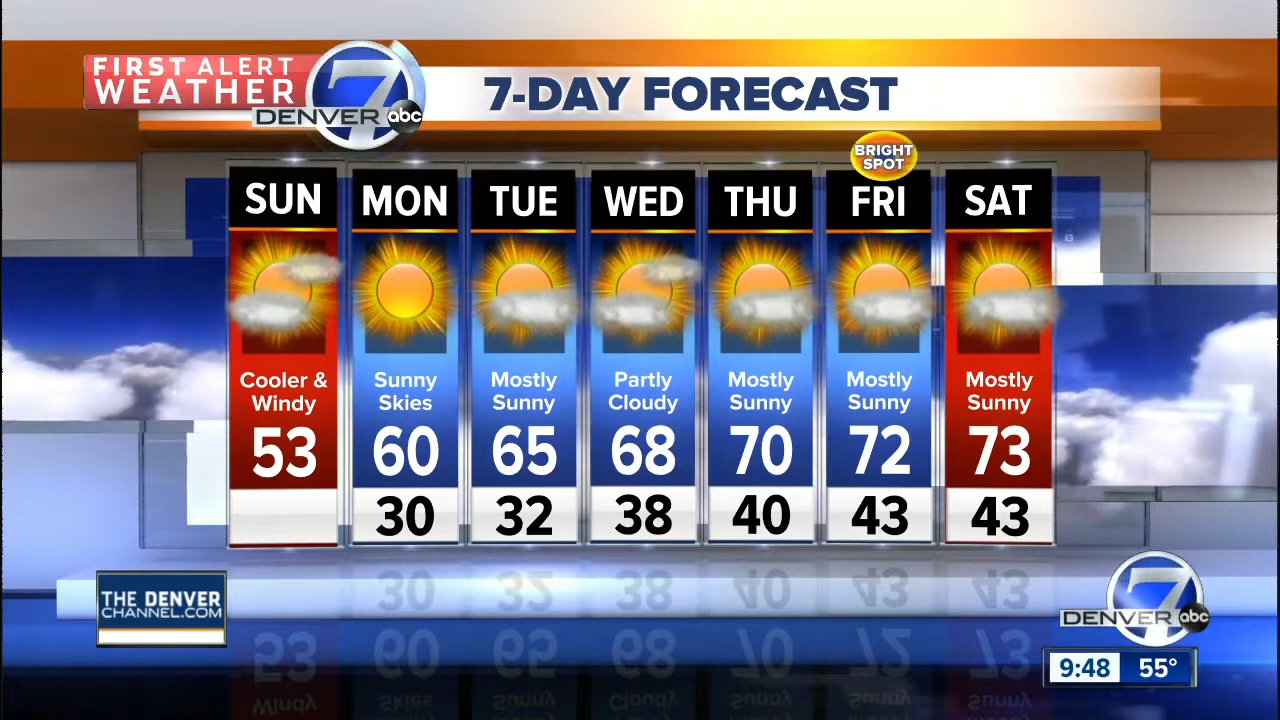 FIRST ALERT
WEATHER
7
DENVER abc
7-DAY FORECAST
BRIGHT
SPOT
SUN MON TUE WED THU FRI SAT
Cooler & Sunny Mostly Partly Mostly Mostly Mostly
Windy Skies Sunny Cloudy Sunny Sunny Sunny
53 60 65 68 70 72 73
30 32 38 40 43 43
THE DENVER
CHANNEL.COM
7
DENVER abc
9:48 55°